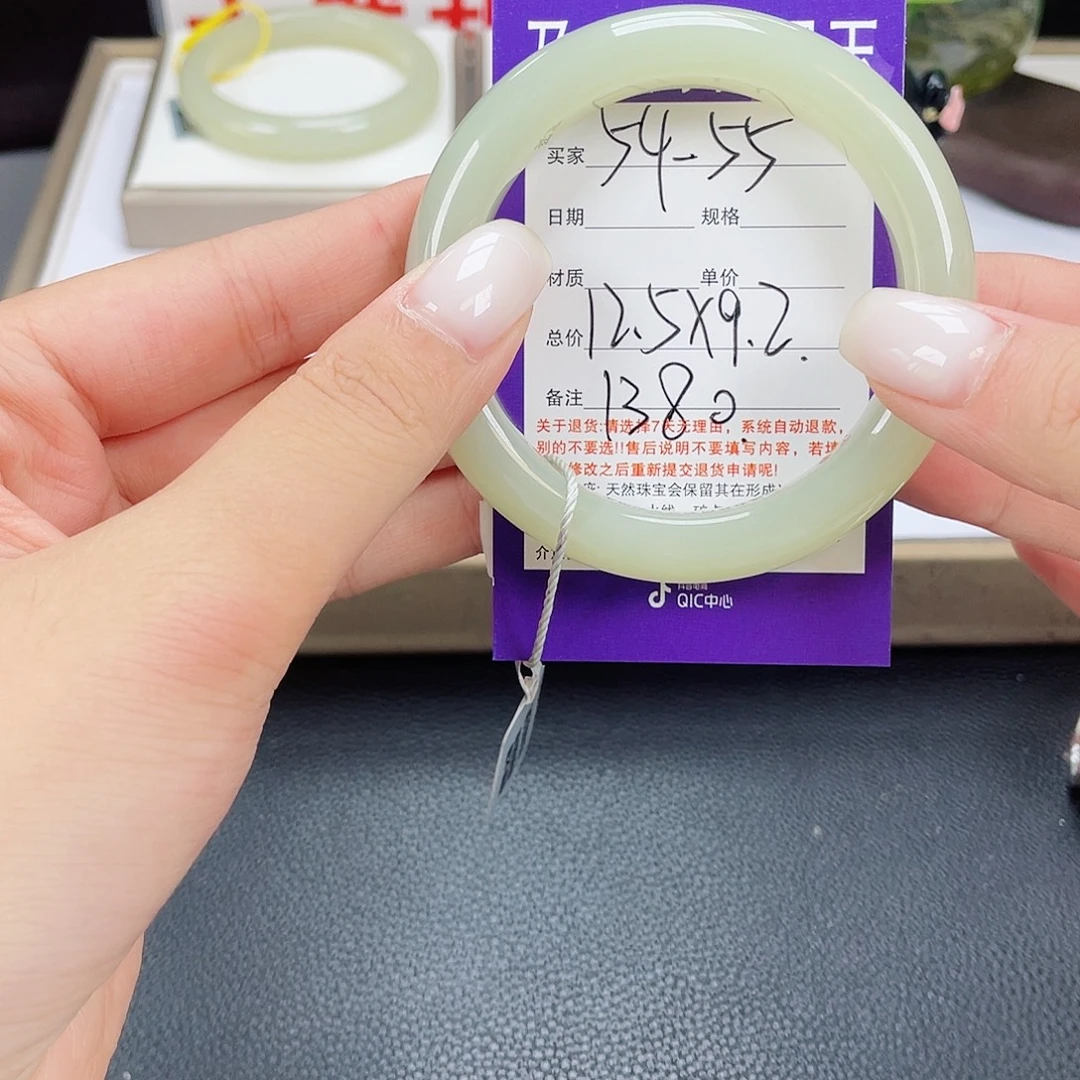 买家 54-55
日期 规格
材质 单价
总价 12.5X9.2
备注 1380
关于退货:请选择7天无理由，系统自动退款，
别的不要选!!售后说明不要填写内容，若填
修改之后重新提交退货申请呢!
天然珠宝会保留其在形成
介
QIC中心